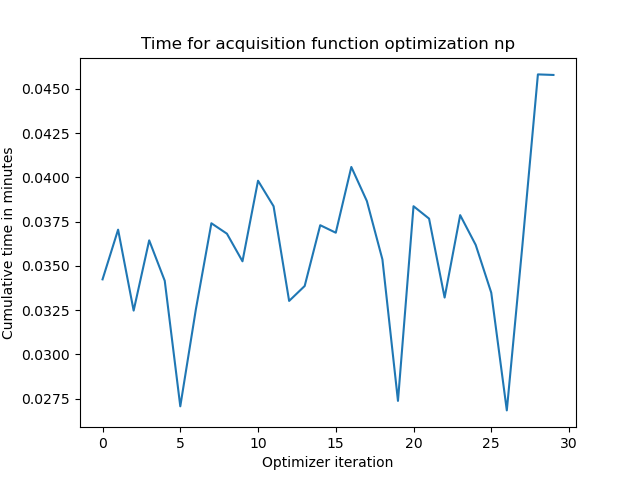 Time for acquisition function optimization np
Cumulative time in minutes
0.0450
0.0425
0.0400
0.0375
0.0350
0.0325
0.0300
0.0275
0 5 10 15 20 25 30
Optimizer iteration